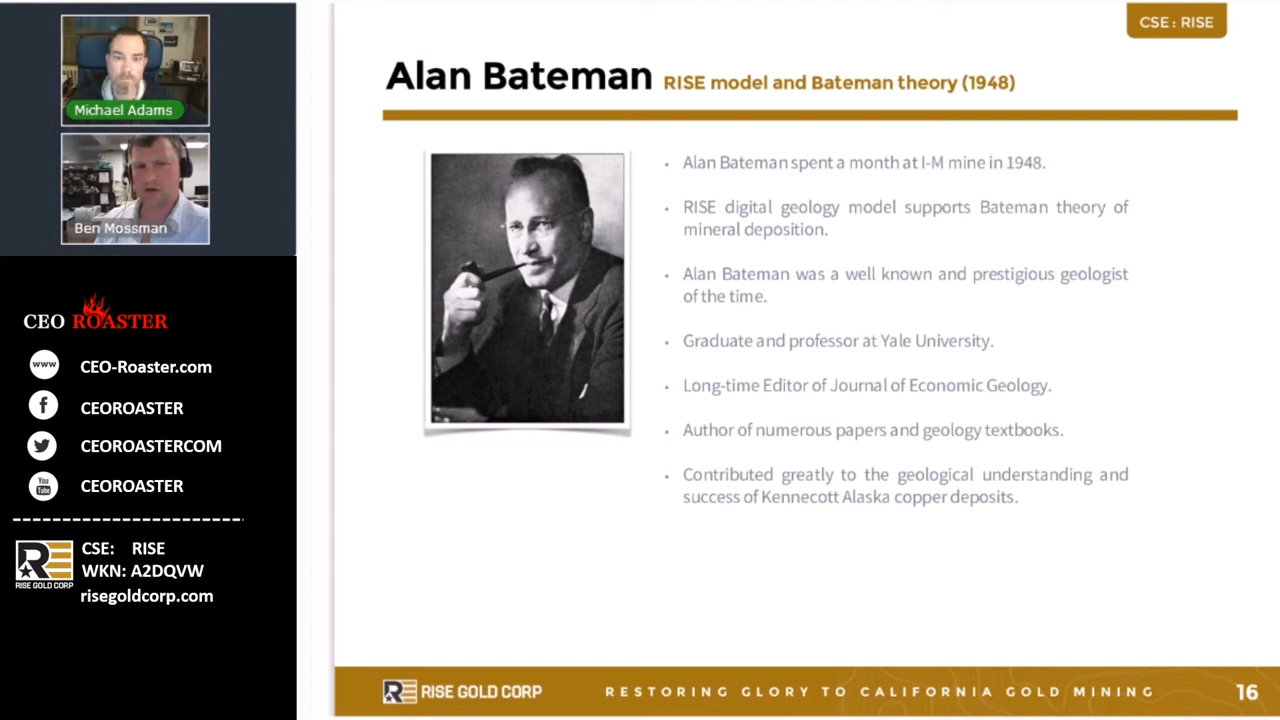 Michael Adams
Ben Mossman
CEO ROASTER
www
CEO-Roaster.com
f
CEOROASTER
CEOROASTERCOM
You
Tube
CEOROASTER
R
RISE GOLD CORP
CSE: RISE
WKN: A2DQVW
risegoldcorp.com
CSE: RISE
Alan Bateman RISE model and Bateman theory (1948)
• Alan Bateman spent a month at I-M mine in 1948.
• RISE digital geology model supports Bateman theory of
mineral deposition.
• Alan Bateman was a well known and prestigious geologist
of the time.
• Graduate and professor at Yale University.
• Long-time Editor of Journal of Economic Geology.
• Author of numerous papers and geology textbooks.
• Contributed greatly to the geological understanding and
success of Kennecott Alaska copper deposits.
R RISE GOLD CORP RESTORING GLORY TO CALIFORNIA GOLD MINING 16